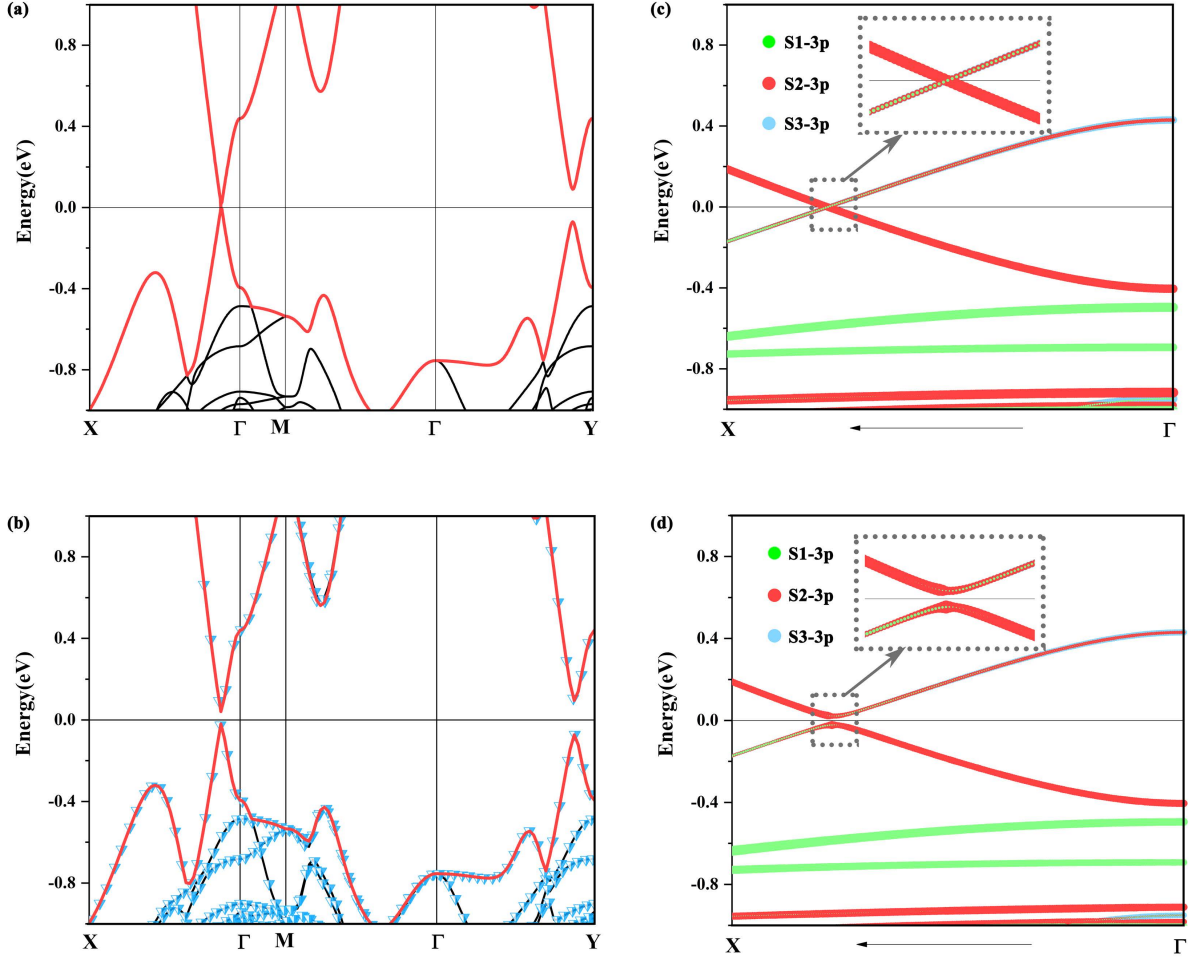 (a)
0.8
0.4
0.0
-0.4
-0.8
Energy(eV)
X
Γ
M
Γ
Y
(c)
0.8
0.4
0.0
-0.4
-0.8
Energy(eV)
S1-3p
S2-3p
S3-3p
X
Γ
(b)
0.8
0.4
0.0
-0.4
-0.8
Energy(eV)
X
Γ
M
Γ
Y
(d)
0.8
0.4
0.0
-0.4
-0.8
Energy(eV)
S1-3p
S2-3p
S3-3p
X
Γ